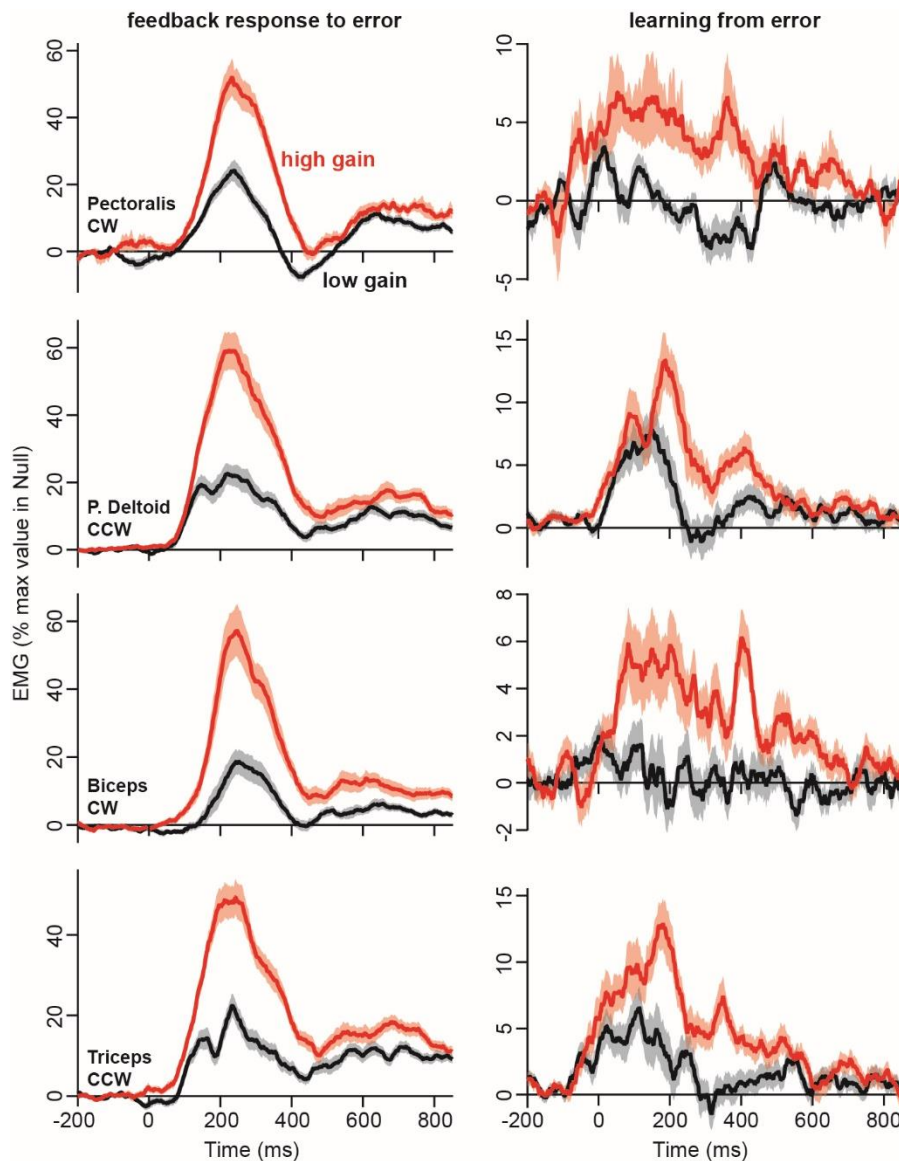 feedback response to error
learning from error
60
40
20
0
high gain
Pectoralis
CW
low gain
10
5
0
-5
60
40
20
0
P. Deltoid
CCW
15
10
5
0
EMG (% max value in Null)
60
40
20
0
Biceps
CW
8
6
4
2
0
-2
40
20
0
Triceps
CCW
15
10
5
0
-200 0 200 400 600 800
Time (ms)
-200 0 200 400 600 800
Time (ms)